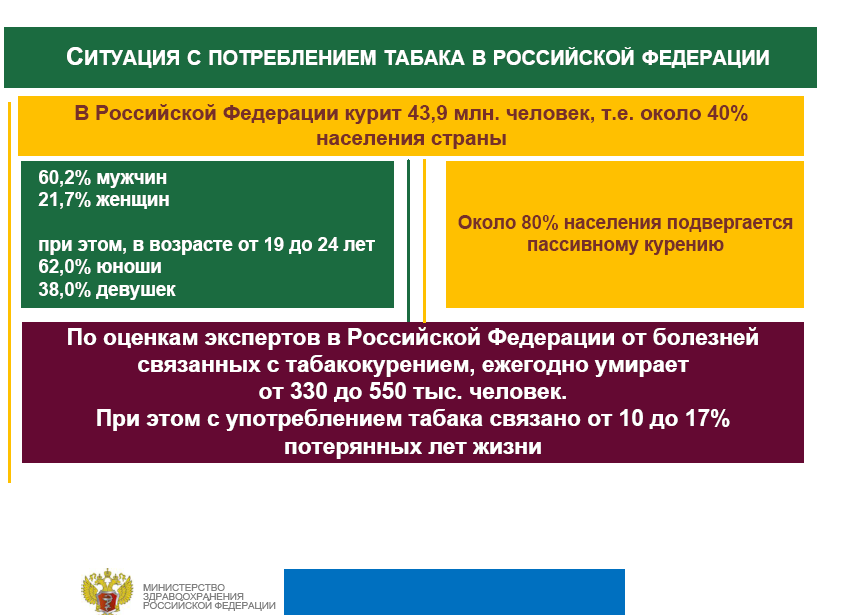 СИТУАЦИЯ С ПОТРЕБЛЕНИЕМ ТАБАКА В РОССИЙСКОЙ ФЕДЕРАЦИИ
В Российской Федерации курит 43,9 млн. человек, т.е. около 40%
населения страны
60,2% мужчин
21,7% женщин
при этом, в возрасте от 19 до 24 лет
62,0% юноши
38,0% девушек
Около 80% населения подвергается
пассивному курению
По оценкам экспертов в Российской Федерации от болезней
связанных с табакокурением, ежегодно умирает
от 330 до 550 тыс. человек.
При этом с употреблением табака связано от 10 до 17%
потерянных лет жизни
МИНИСТЕРСТВО
ЗДРАВООХРАНЕНИЯ
РОССИЙСКОЙ ФЕДЕРАЦИИ